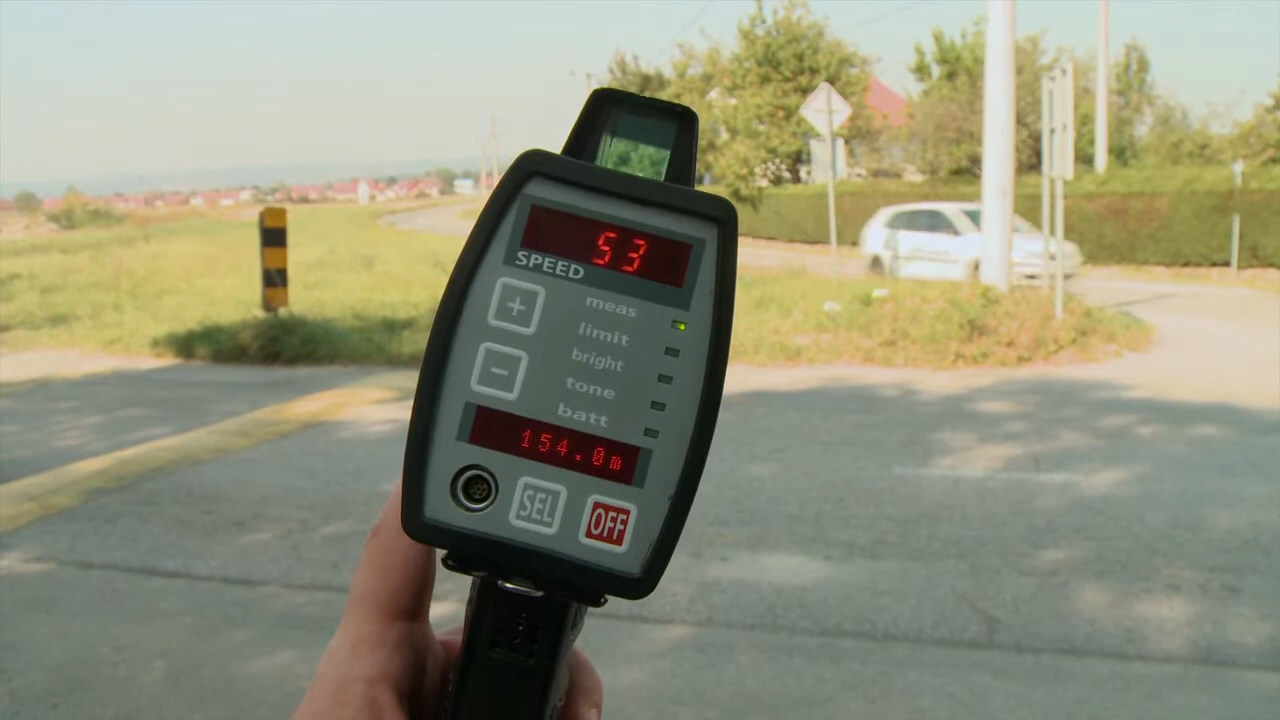 53
SPEED
+
meas
limit
bright
-
tone
batt
154.0m
SEL
OFF